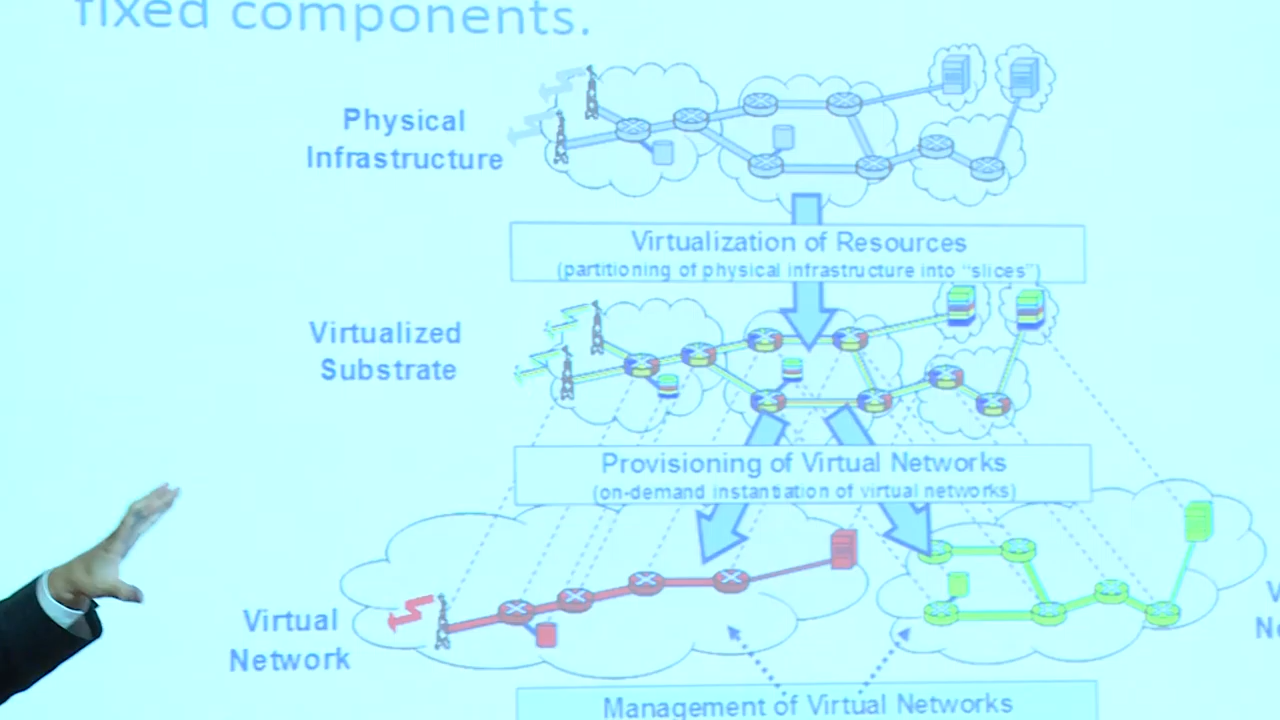 fixed components.
Physical
Infrastructure
Virtualization of Resources
(partitioning of physical infrastructure into “slices”)
Virtualized
Substrate
Provisioning of Virtual Networks
(on-demand instantiation of virtual networks)
Virtual
Network
Management of Virtual Networks